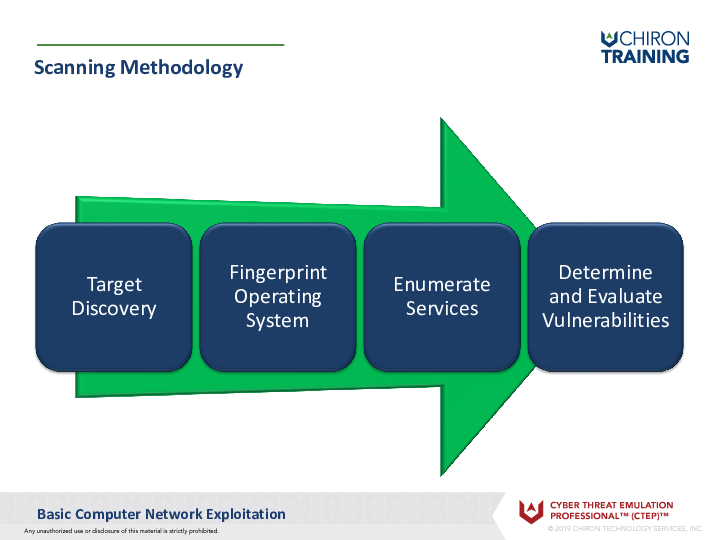 CHIRON
TRAINING
Scanning Methodology
Target
Discovery
Fingerprint
Operating
System
Enumerate
Services
Determine
and Evaluate
Vulnerabilities
Basic Computer Network Exploitation
Any unauthorized use or disclosure of this material is strictly prohibited.
CYBER THREAT EMULATION
PROFESSIONAL™ (CTEP)™
© 2019 CHIRON TECHNOLOGY SERVICES, INC.